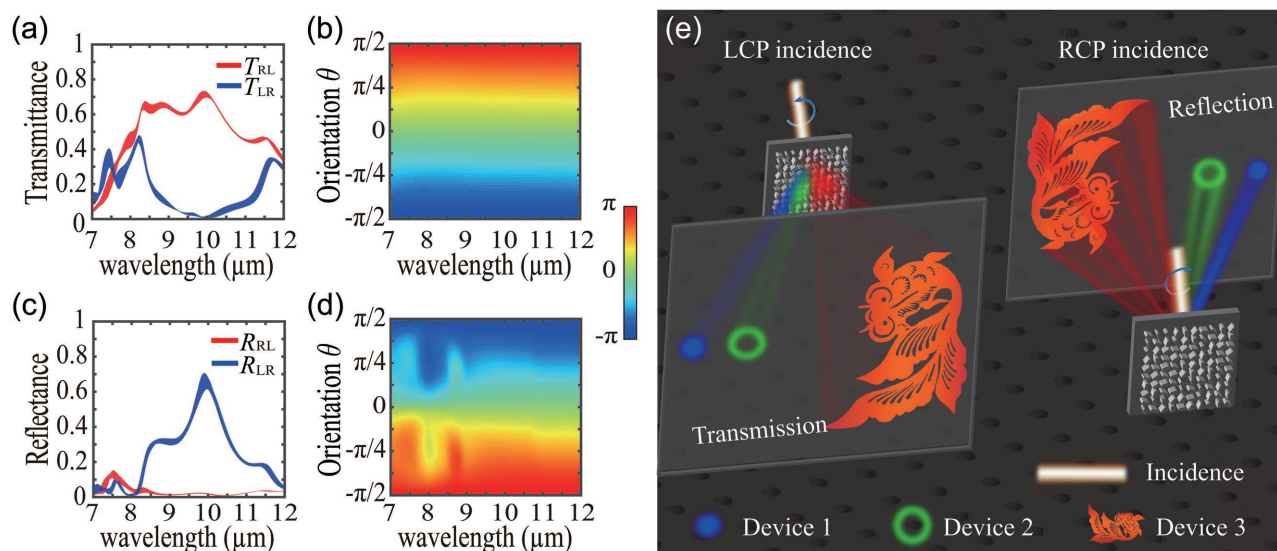 (a)
1
0.8
0.6
0.4
0.2
0
Transmittance
TRL
TLR
7 8 9 10 11 12
wavelength (µm)
(b)
π/2
π/4
0
-π/4
-π/2
Orientation θ
7 8 9 10 11 12
wavelength (µm)
π
0
-π
(c)
1
0.8
0.6
0.4
0.2
0
Reflectance
RRL
RLR
7 8 9 10 11 12
wavelength (µm)
(d)
π/2
π/4
0
-π/4
-π/2
Orientation θ
7 8 9 10 11 12
wavelength (µm)
(e)
LCP incidence
RCP incidence
Reflection
Transmission
Incidence
Device 1
Device 2
Device 3